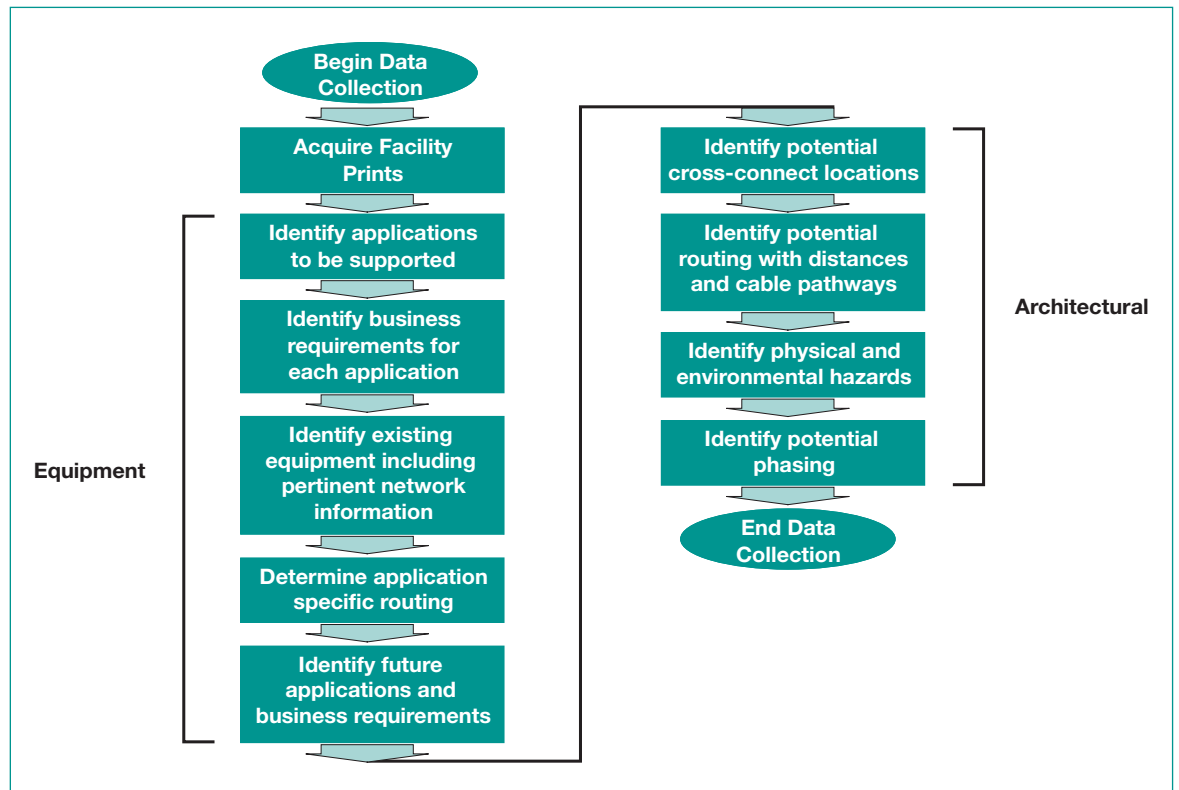 Begin Data
Collection
Acquire Facility
Prints
Identify applications
to be supported
Identify business
requirements for
each application
Identify existing
equipment including
pertinent network
information
Determine application
specific routing
Identify future
applications and
business requirements
Equipment
Identify potential
cross-connect locations
Identify potential
routing with distances
and cable pathways
Identify physical and
environmental hazards
Identify potential
phasing
End Data
Collection
Architectural